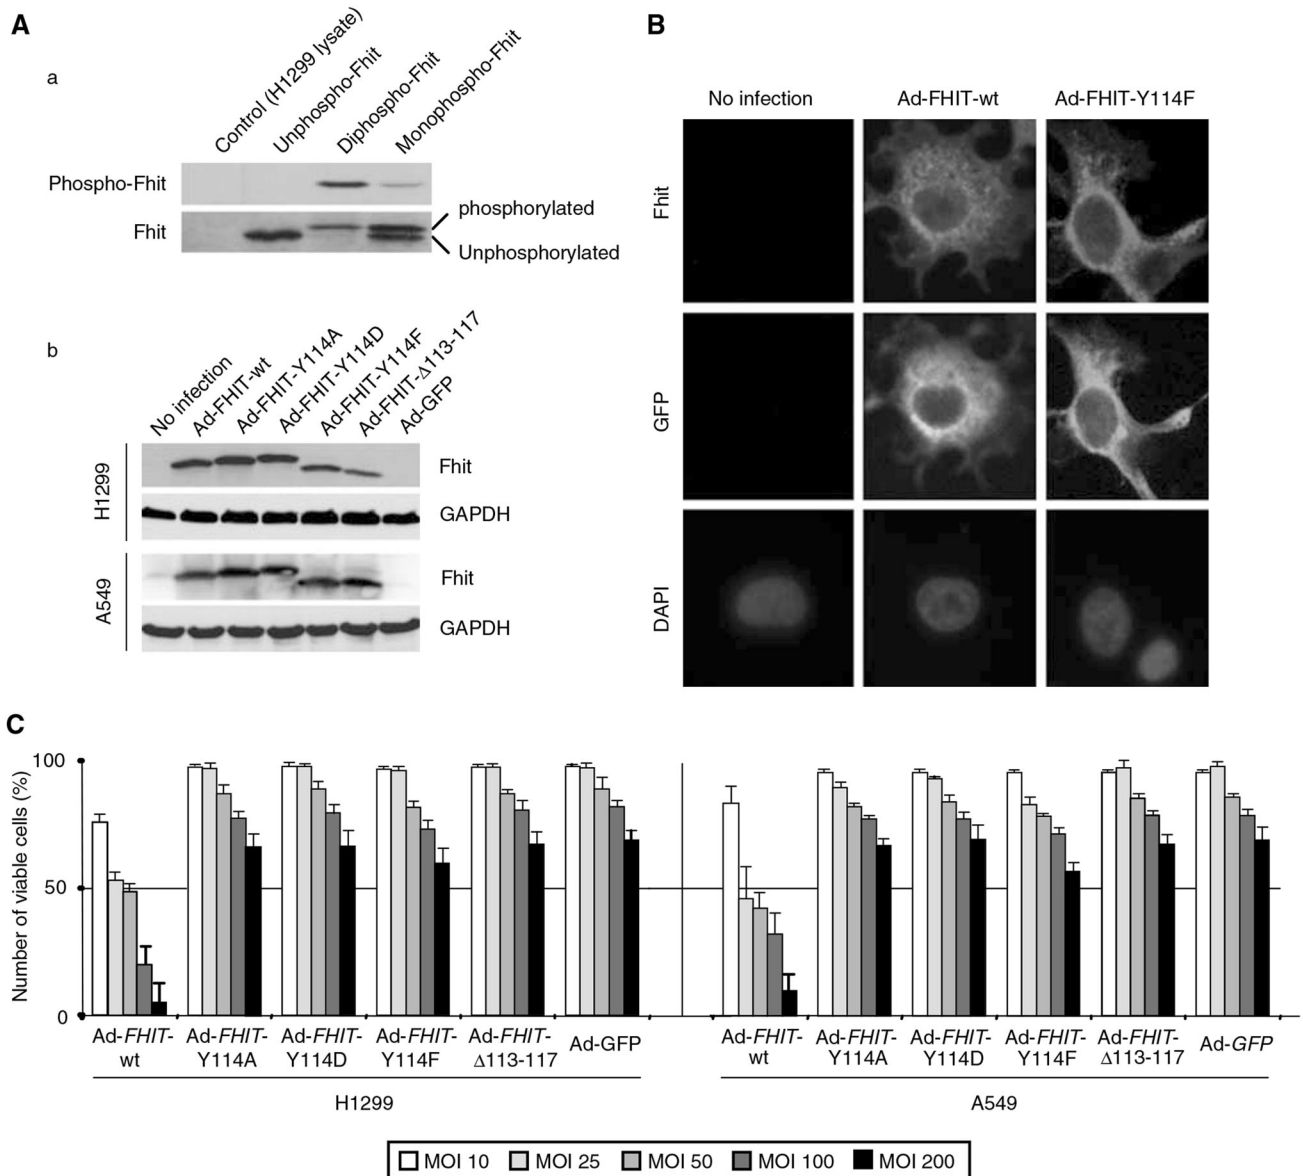 A
a
Control (H1299 lysate)
Unphospho-Fhit
Diphospho-Fhit
Monophospho-Fhit
Phospho-Fhit
Fhit
phosphorylated
Unphosphorylated
b
No infection
Ad-FHIT-wt
Ad-FHIT-Y114A
Ad-FHIT-Y114D
Ad-FHIT-Y114F
Ad-FHIT-Δ113-117
Ad-GFP
H1299
Fhit
GAPDH
A549
Fhit
GAPDH
B
No infection
Ad-FHIT-wt
Ad-FHIT-Y114F
Fhit
GFP
DAPI
C
Number of viable cells (%)
100
50
0
Ad-FHIT-
wt
Ad-FHIT-
Y114A
Ad-FHIT-
Y114D
Ad-FHIT-
Y114F
Ad-FHIT-
Δ113-117
Ad-GFP
H1299
Ad-FHIT-
wt
Ad-FHIT-
Y114A
Ad-FHIT-
Y114D
Ad-FHIT-
Y114F
Ad-FHIT-
Δ113-117
Ad-GFP
A549
MOI 10 MOI 25 MOI 50 MOI 100 MOI 200